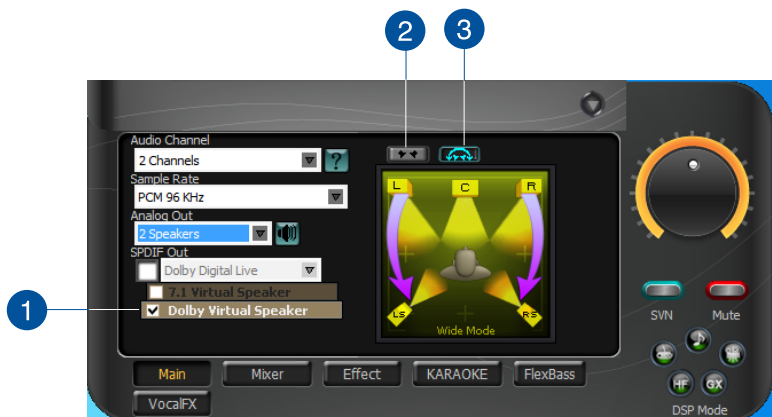 2
3
Audio Channel
2 Channels
?
Sample Rate
PCM 96 KHz
Analog Out
2 Speakers
SPDIF Out
Dolby Digital Live
7.1 Virtual Speaker
1
Dolby Virtual Speaker
L
C
R
LS
RS
Wide Mode
SVN
Mute
Main
Mixer
Effect
KARAOKE
FlexBass
VocalFX
HF
GX
DSP Mode